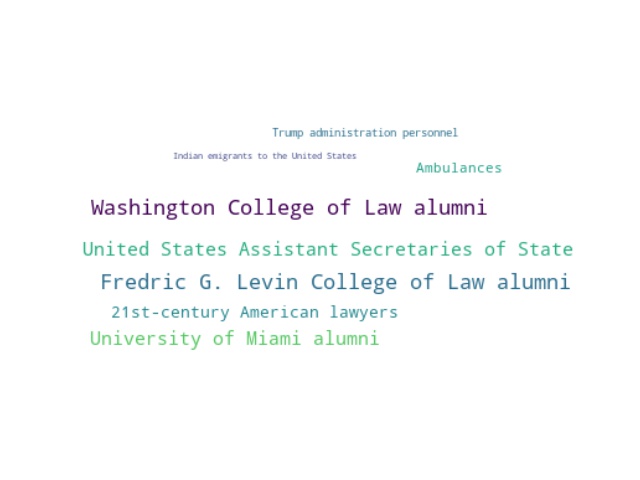 Trump administration personnel
Indian emigrants to the United States
Ambulances
Washington College of Law alumni
United States Assistant Secretaries of State
Fredric G. Levin College of Law alumni
21st-century American lawyers
University of Miami alumni